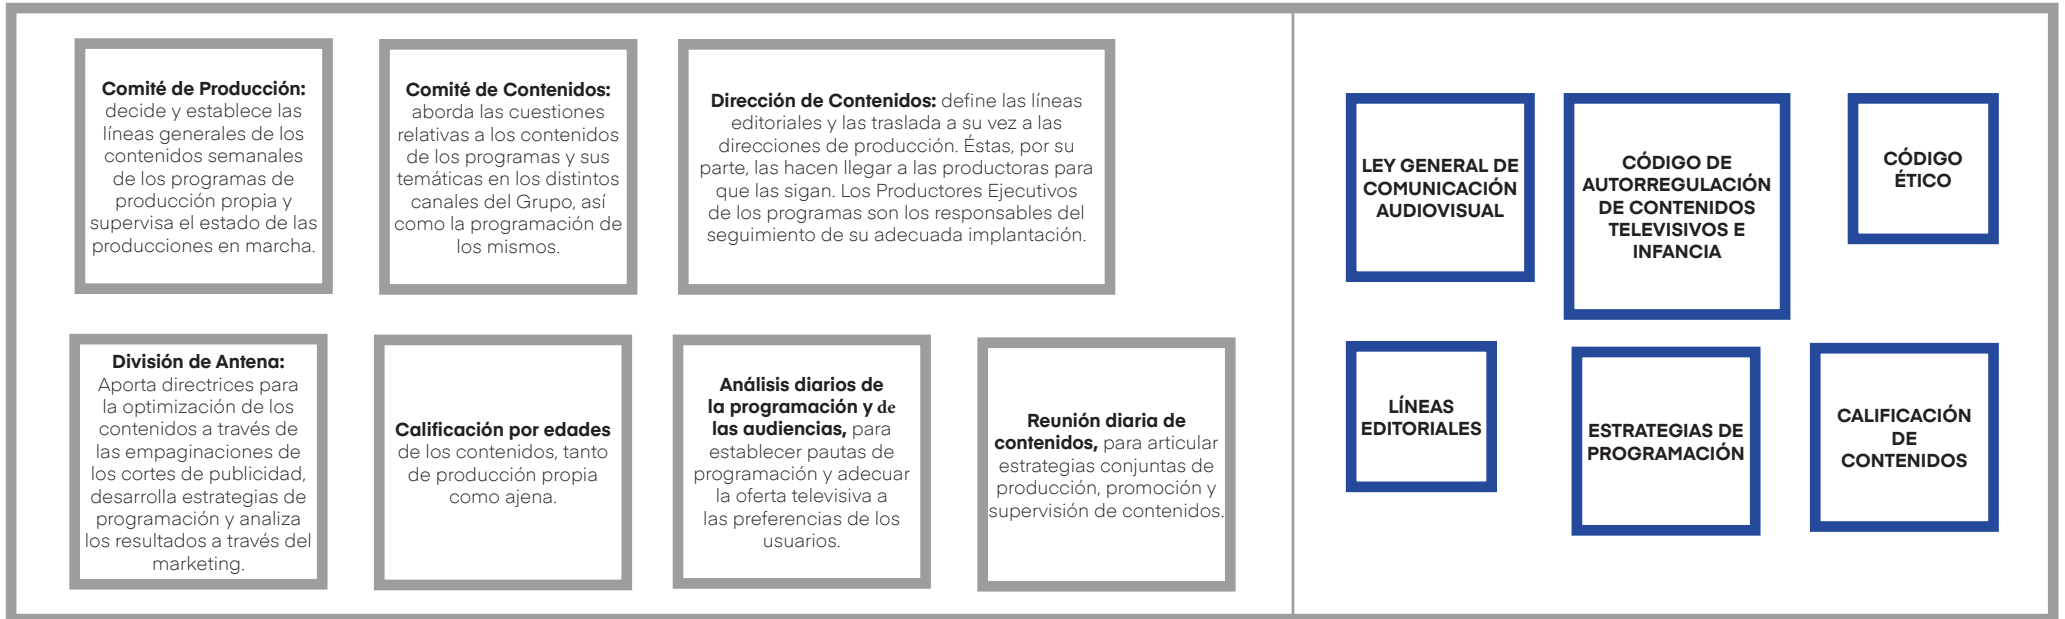 Comité de Producción:
decide y establece las
líneas generales de los
contenidos semanales
de los programas de
producción propia y
supervisa el estado de las
producciones en marcha.
Comité de Contenidos:
aborda las cuestiones
relativas a los contenidos
de los programas y sus
temáticas en los distintos
canales del Grupo, así
como la programación de
los mismos.
Dirección de Contenidos: define las líneas
editoriales y las traslada a su vez a las
direcciones de producción. Éstas, por su
parte, las hacen llegar a las productoras para
que las sigan. Los Productores Ejecutivos
de los programas son los responsables del
seguimiento de su adecuada implantación.
División de Antena:
Aporta directrices para
la optimización de los
contenidos a través de
las empaginaciones de
los cortes de publicidad,
desarrolla estrategias de
programación y analiza
los resultados a través del
marketing.
Calificación por edades
de los contenidos, tanto
de producción propia
como ajena.
Análisis diarios de
la programación y de
las audiencias, para
establecer pautas de
programación y adecuar
la oferta televisiva a
las preferencias de los
usuarios.
Reunión diaria de
contenidos, para articular
estrategias conjuntas de
producción, promoción y
supervisión de contenidos.
LEY GENERAL DE
COMUNICACIÓN
AUDIOVISUAL
CÓDIGO DE
AUTORREGULACIÓN
DE CONTENIDOS
TELEVISIVOS E
INFANCIA
CÓDIGO
ÉTICO
LÍNEAS
EDITORIALES
ESTRATEGIAS DE
PROGRAMACIÓN
CALIFICACIÓN
DE
CONTENIDOS